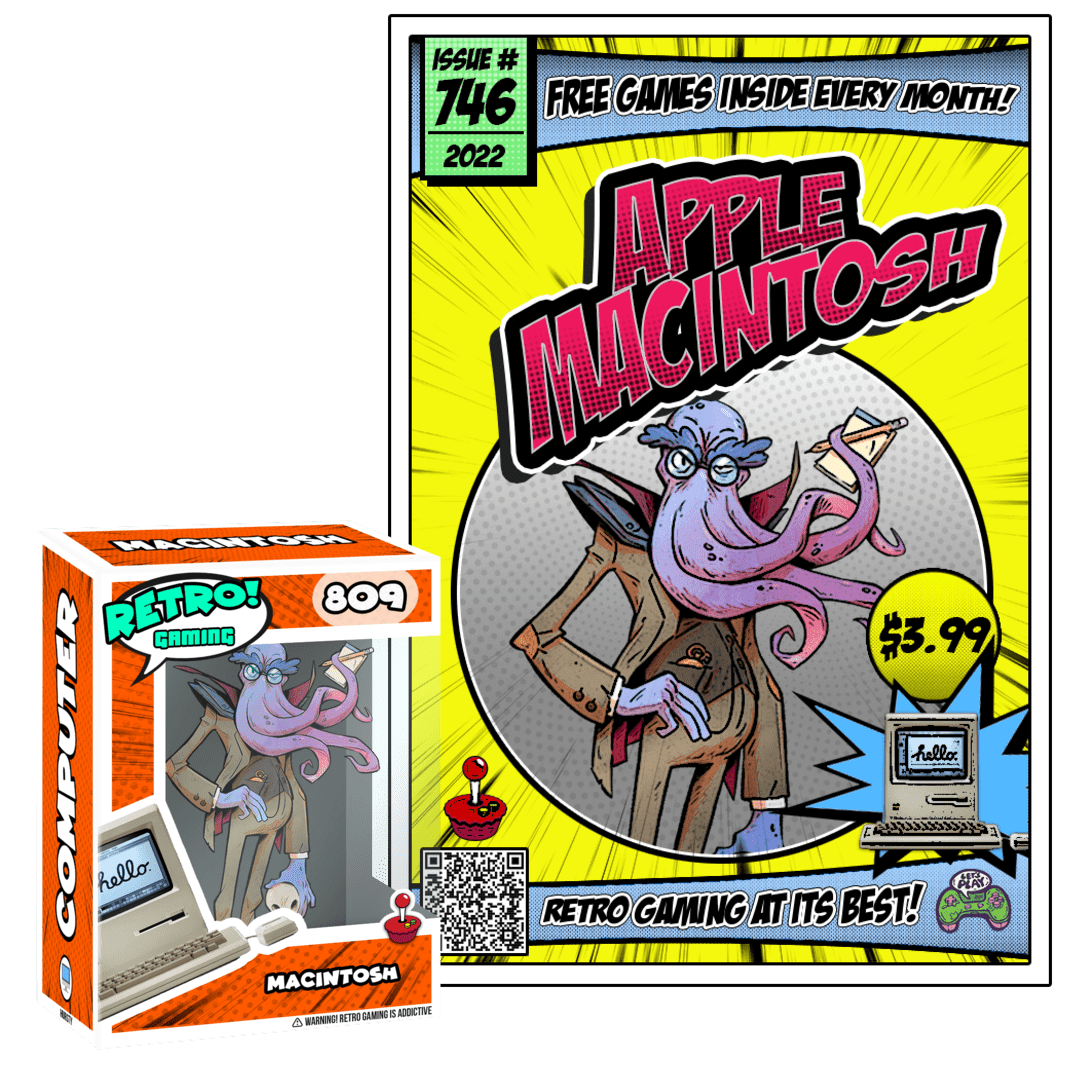 ISSUE #
746
2022
FREE GAMES INSIDE EVERY MONTH!
APPLE
MACINTOSH
$3.99
hello.
RETRO GAMING AT ITS BEST!
LET'S
PLAY
MACINTOSH
COMPUTER
RETRO!
GAMING
809
hello.
MACINTOSH
WARNING! RETRO GAMING IS ADDICTIVE